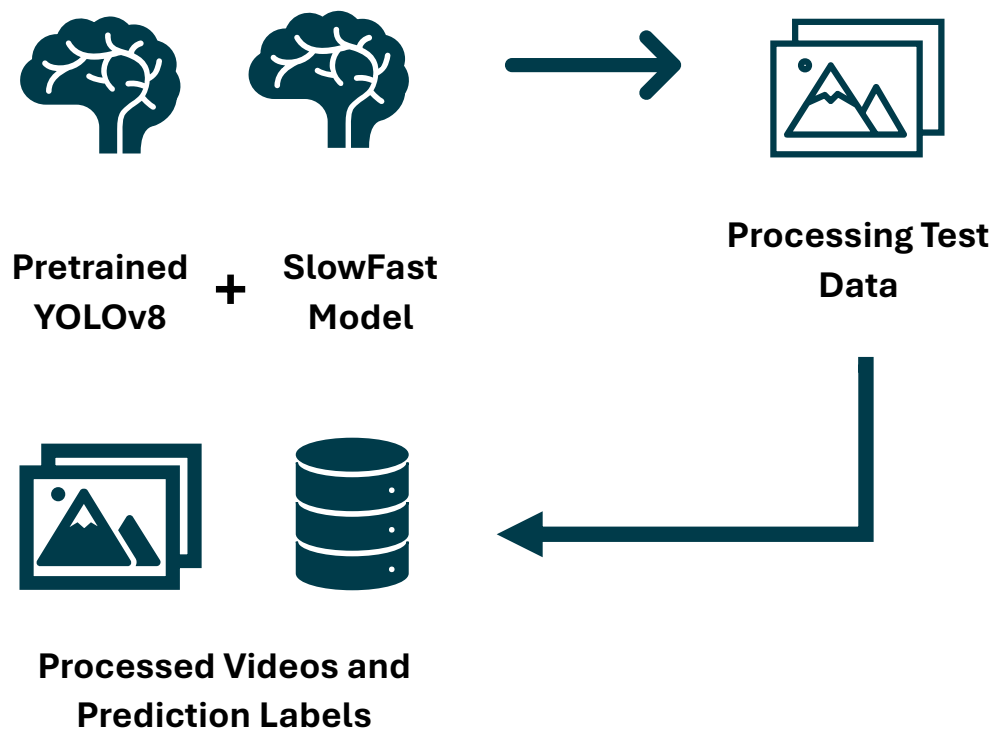 Pretrained
YOLOv8
+
SlowFast
Model
Processing Test
Data
Processed Videos and
Prediction Labels